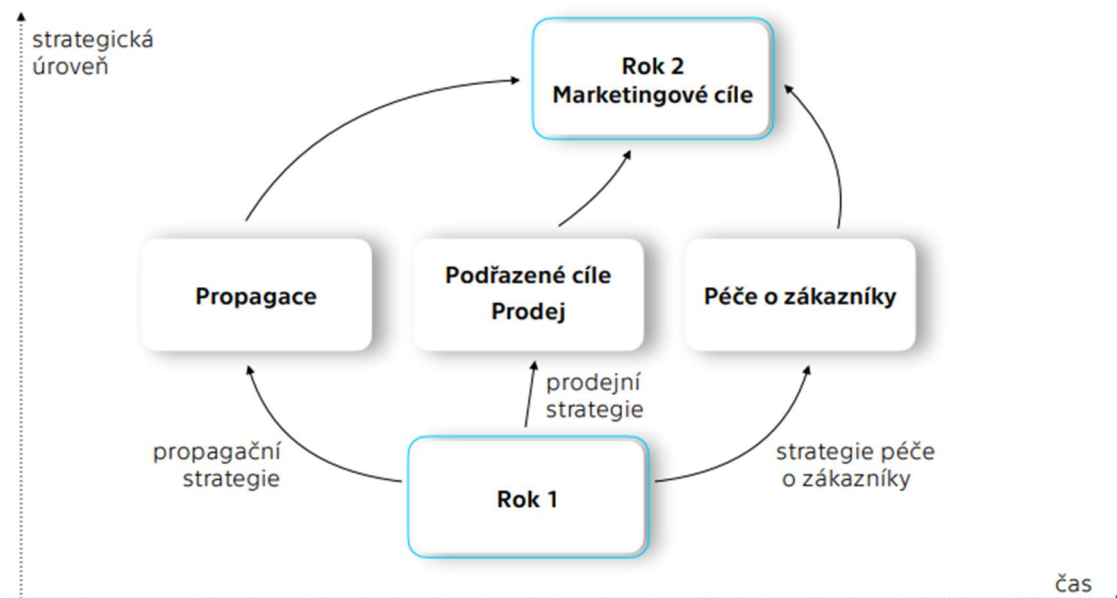 strategická
úroveň
Rok 2
Marketingové cíle
Propagace
Podřazené cíle
Prodej
Péče o zákazníky
prodejní
strategie
propagační
strategie
strategie péče
o zákazníky
Rok 1
čas